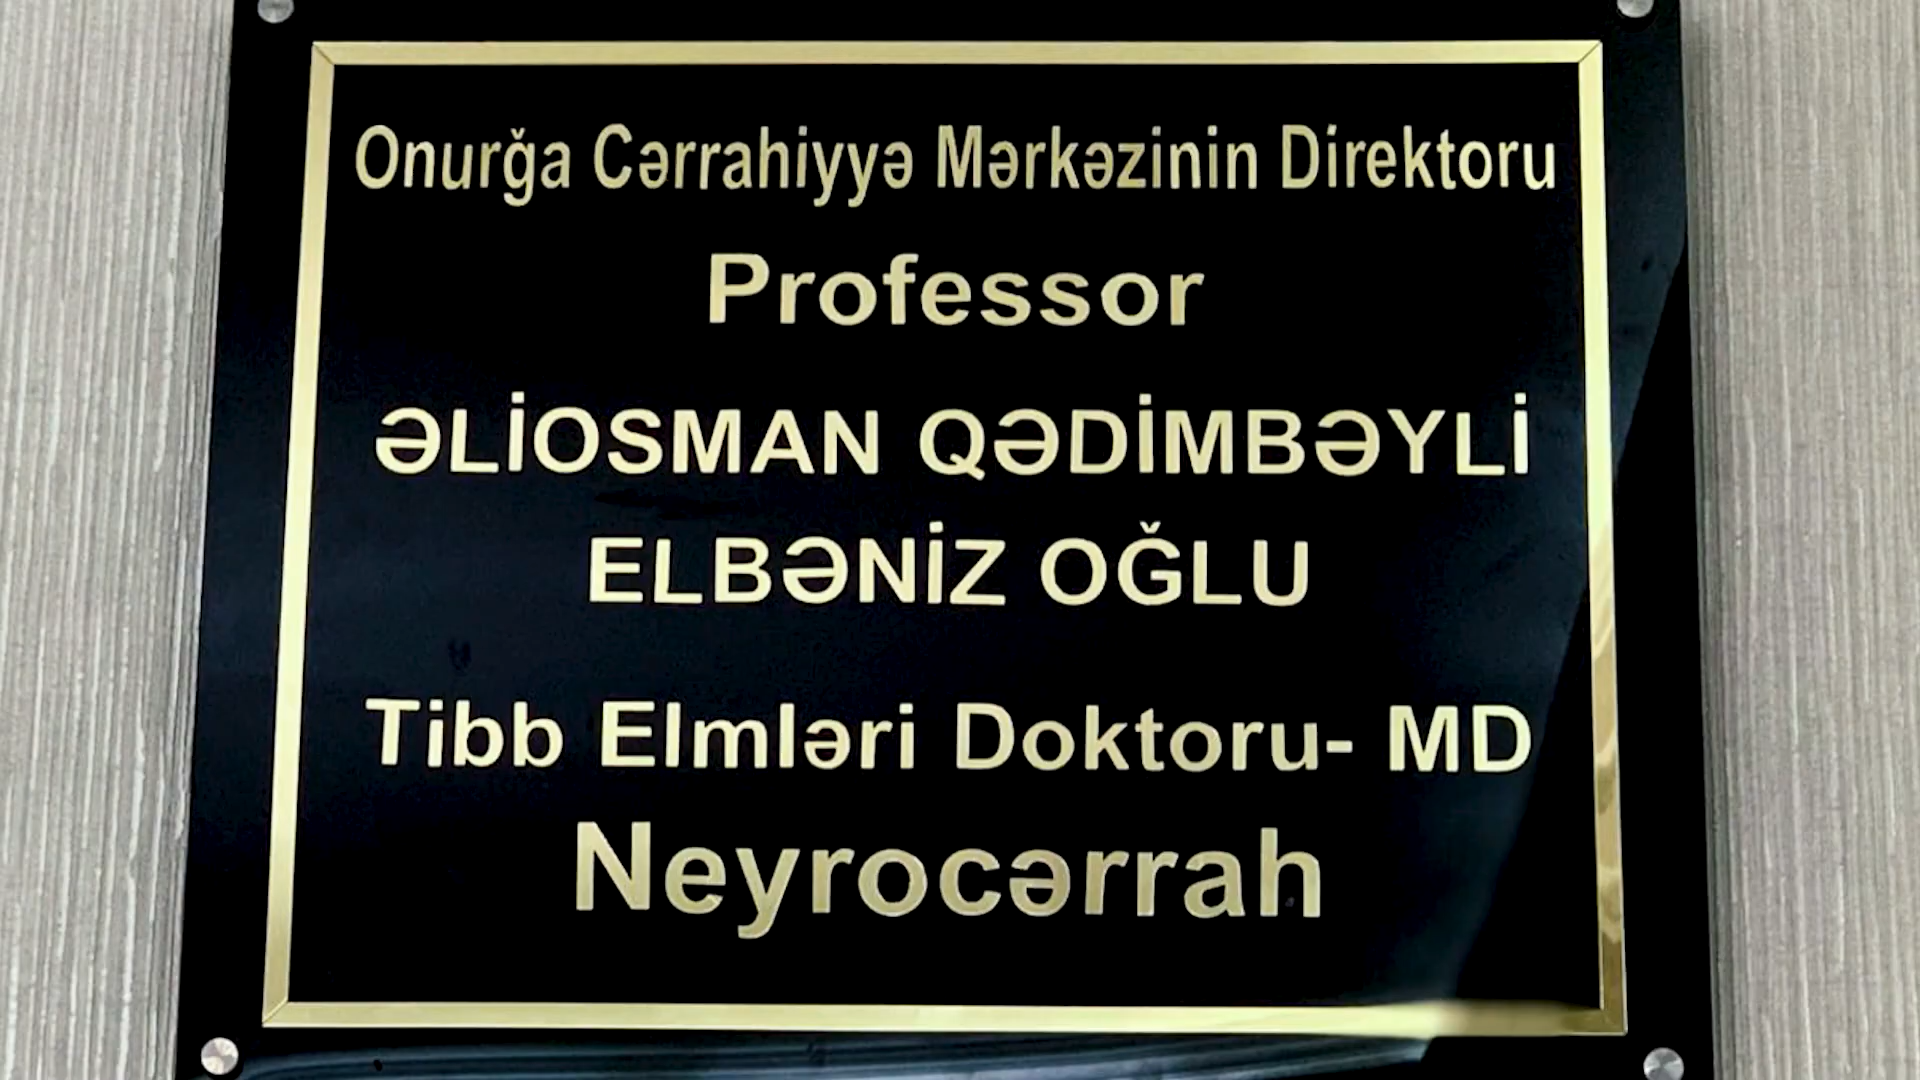 Onurğa Cərrahiyyə Mərkəzinin Direktoru
Professor
ƏLİOSMAN QƏDİMBƏYLİ
ELBƏNİZ OĞLU
Tibb Elmləri Doktoru- MD
Neyrocərrah